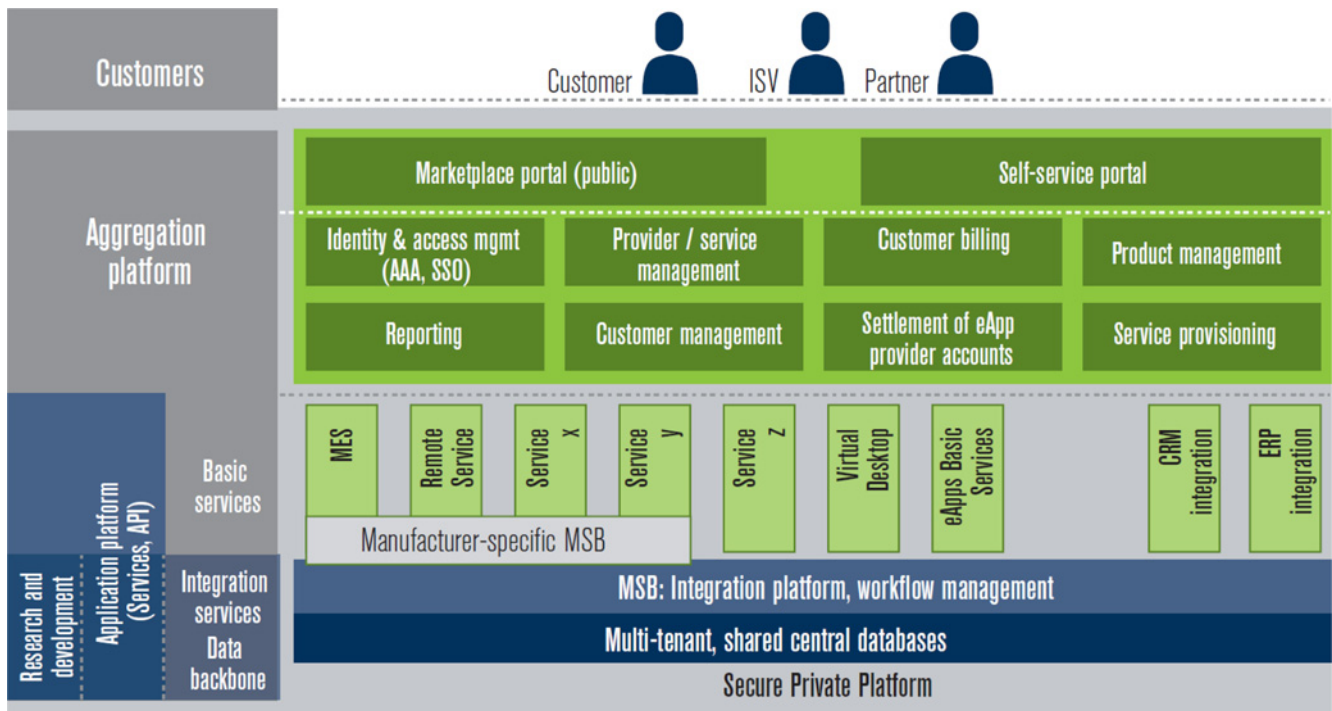 Customers
Customer
ISV
Partner
Aggregation
platform
Marketplace portal (public)
Self-service portal
Identity & access mgmt
(AAA, SSO)
Provider / service
management
Customer billing
Product management
Reporting
Customer management
Settlement of eApp
provider accounts
Service provisioning
Research and
development
Application platform
(Services, API)
Basic
services
MES
Remote
Service
Service
x
Service
y
Service
z
Virtual
Desktop
eApps Basic
Services
CRM
integration
ERP
integration
Manufacturer-specific MSB
Integration
services
Data
backbone
MSB: Integration platform, workflow management
Multi-tenant, shared central databases
Secure Private Platform